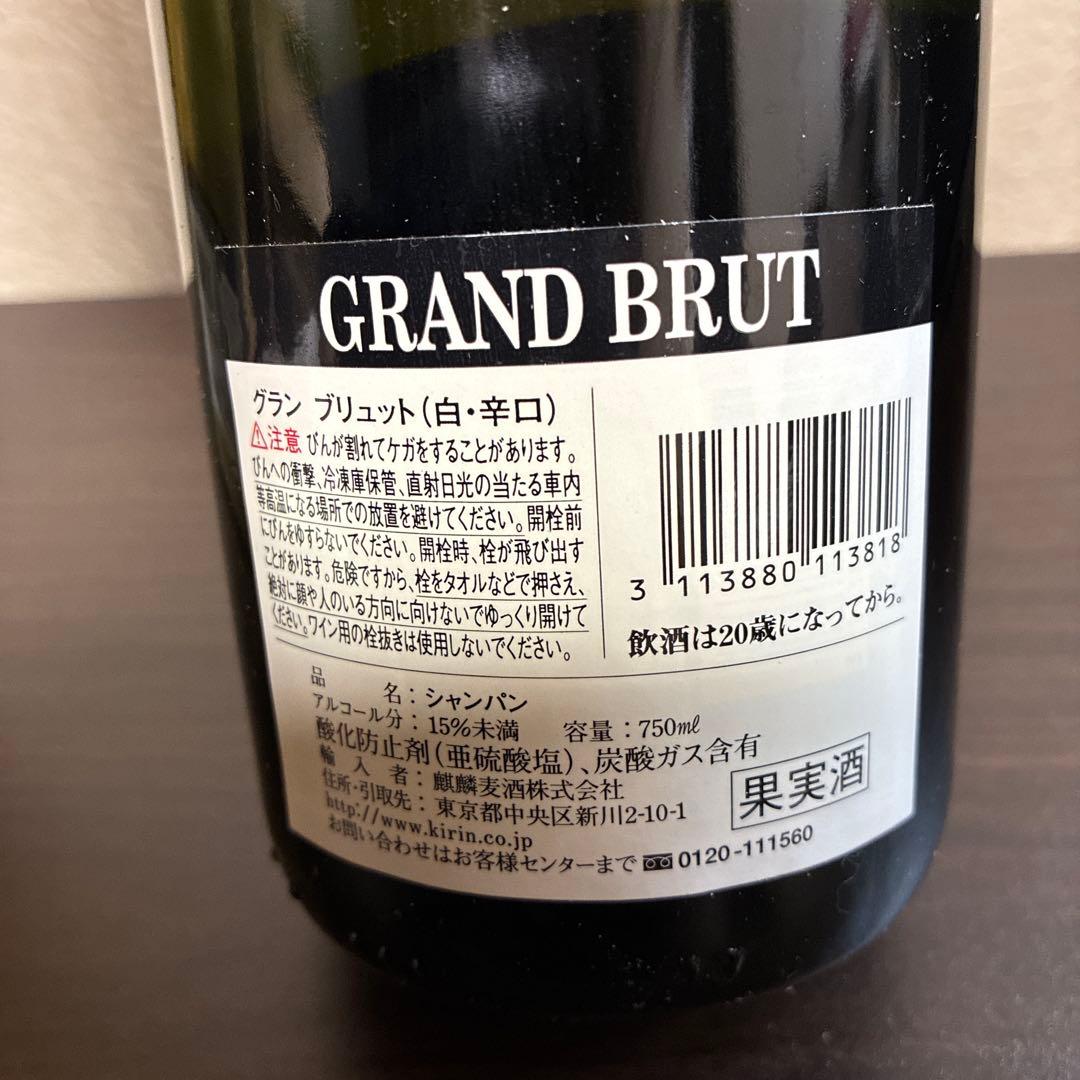 GRAND BRUT
グラン ブリュット(白・辛口)
⚠注意 びんが割れてケガをすることがあります。
びんへの衝撃、冷凍庫保管、直射日光の当たる車内
等高温になる場所での放置を避けてください。開栓前
にびんをゆすらないでください。開栓時、栓が飛び出す
ことがあります。危険ですから、栓をタオルなどで押さえ、
絶対に顔や人のいる方向に向けないでゆっくり開けて
ください。ワイン用の栓抜きは使用しないでください。
3 113880 113818
飲酒は20歳になってから。
品 名:シャンパン
アルコール分:15%未満 容量:750ml
酸化防止剤(亜硫酸塩)、炭酸ガス含有
輸入者:麒麟麦酒株式会社
住所・引取先:東京都中央区新川2-10-1
http://www.kirin.co.jp
お問い合わせはお客様センターまで 0120-111560
果実酒